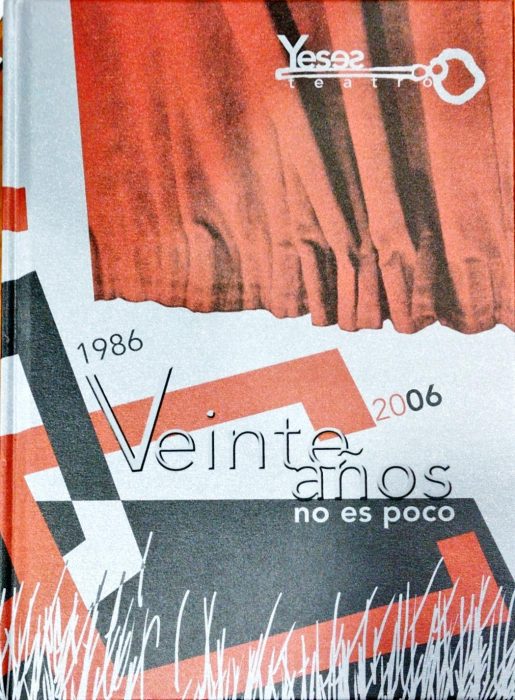 Yeses
teatro
1986
2006
Veinte
años
no es poco